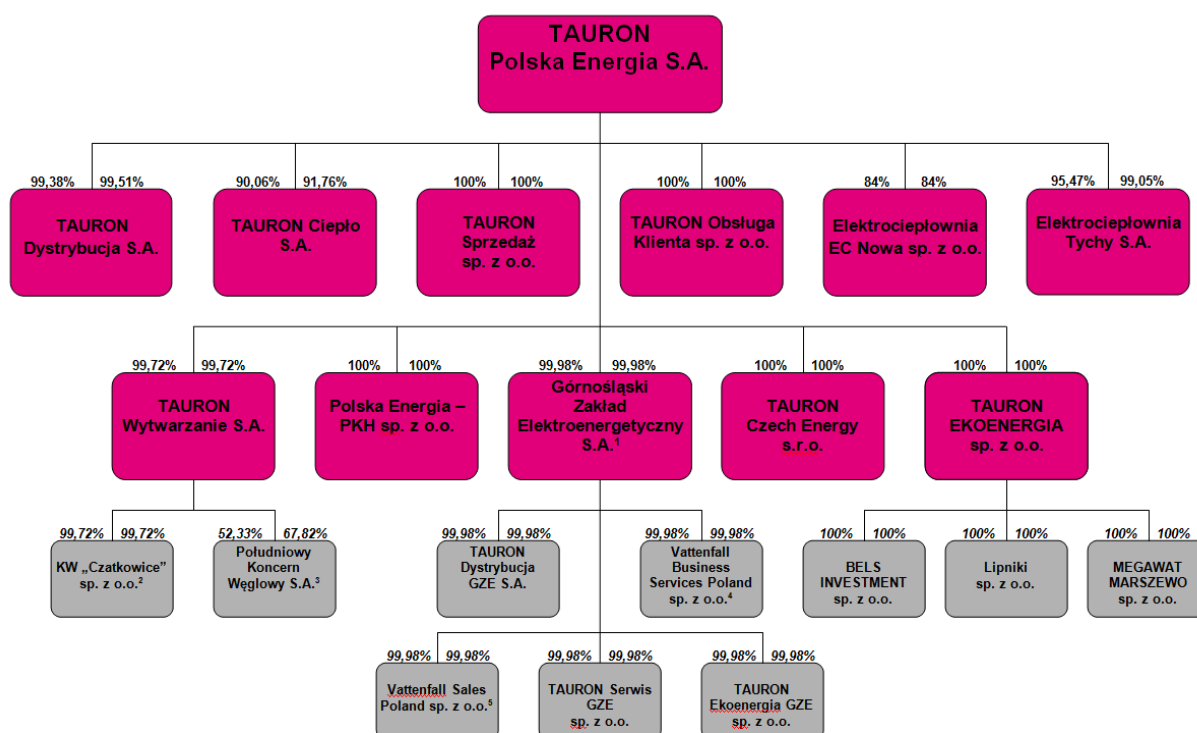 TAURON
Polska Energia S.A.
99,38% 99,51%
90,06% 91,76%
100% 100%
100% 100%
84% 84%
95,47% 99,05%
TAURON
Dystrybucja S.A.
TAURON Ciepło
S.A.
TAURON
Sprzedaż
sp. z o.o.
TAURON Obsługa
Klienta sp. z o.o.
Elektrociepłownia
EC Nowa sp. z o.o.
Elektrociepłownia
Tychy S.A.
99,72% 99,72%
100% 100%
99,98% 99,98%
100% 100%
100% 100%
TAURON
Wytwarzanie S.A.
Polska Energia –
PKH sp. z o.o.
Górnośląski
Zakład
Elektroenergetyczny
S.A.¹
TAURON
Czech Energy
s.r.o.
TAURON
EKOENERGIA
sp. z o.o.
99,72% 99,72%
52,33% 67,82%
99,98% 99,98%
99,98% 99,98%
100% 100%
100% 100%
100% 100%
KW „Czatkowice”
sp. z o.o.²
Południowy
Koncern
Węglowy S.A.³
TAURON
Dystrybucja
GZE S.A.
Vattenfall
Business
Services Poland
sp. z o.o.⁴
BELS
INVESTMENT
sp. z o.o.
Lipniki
sp. z o.o.
MEGAWAT
MARSZEWO
sp. z o.o.
99,98% 99,98%
99,98% 99,98%
99,98% 99,98%
Vattenfall Sales
Poland sp. z o.o.⁵
TAURON Serwis
GZE
sp. z o.o.
TAURON
Ekoenergia GZE
sp. z o.o.